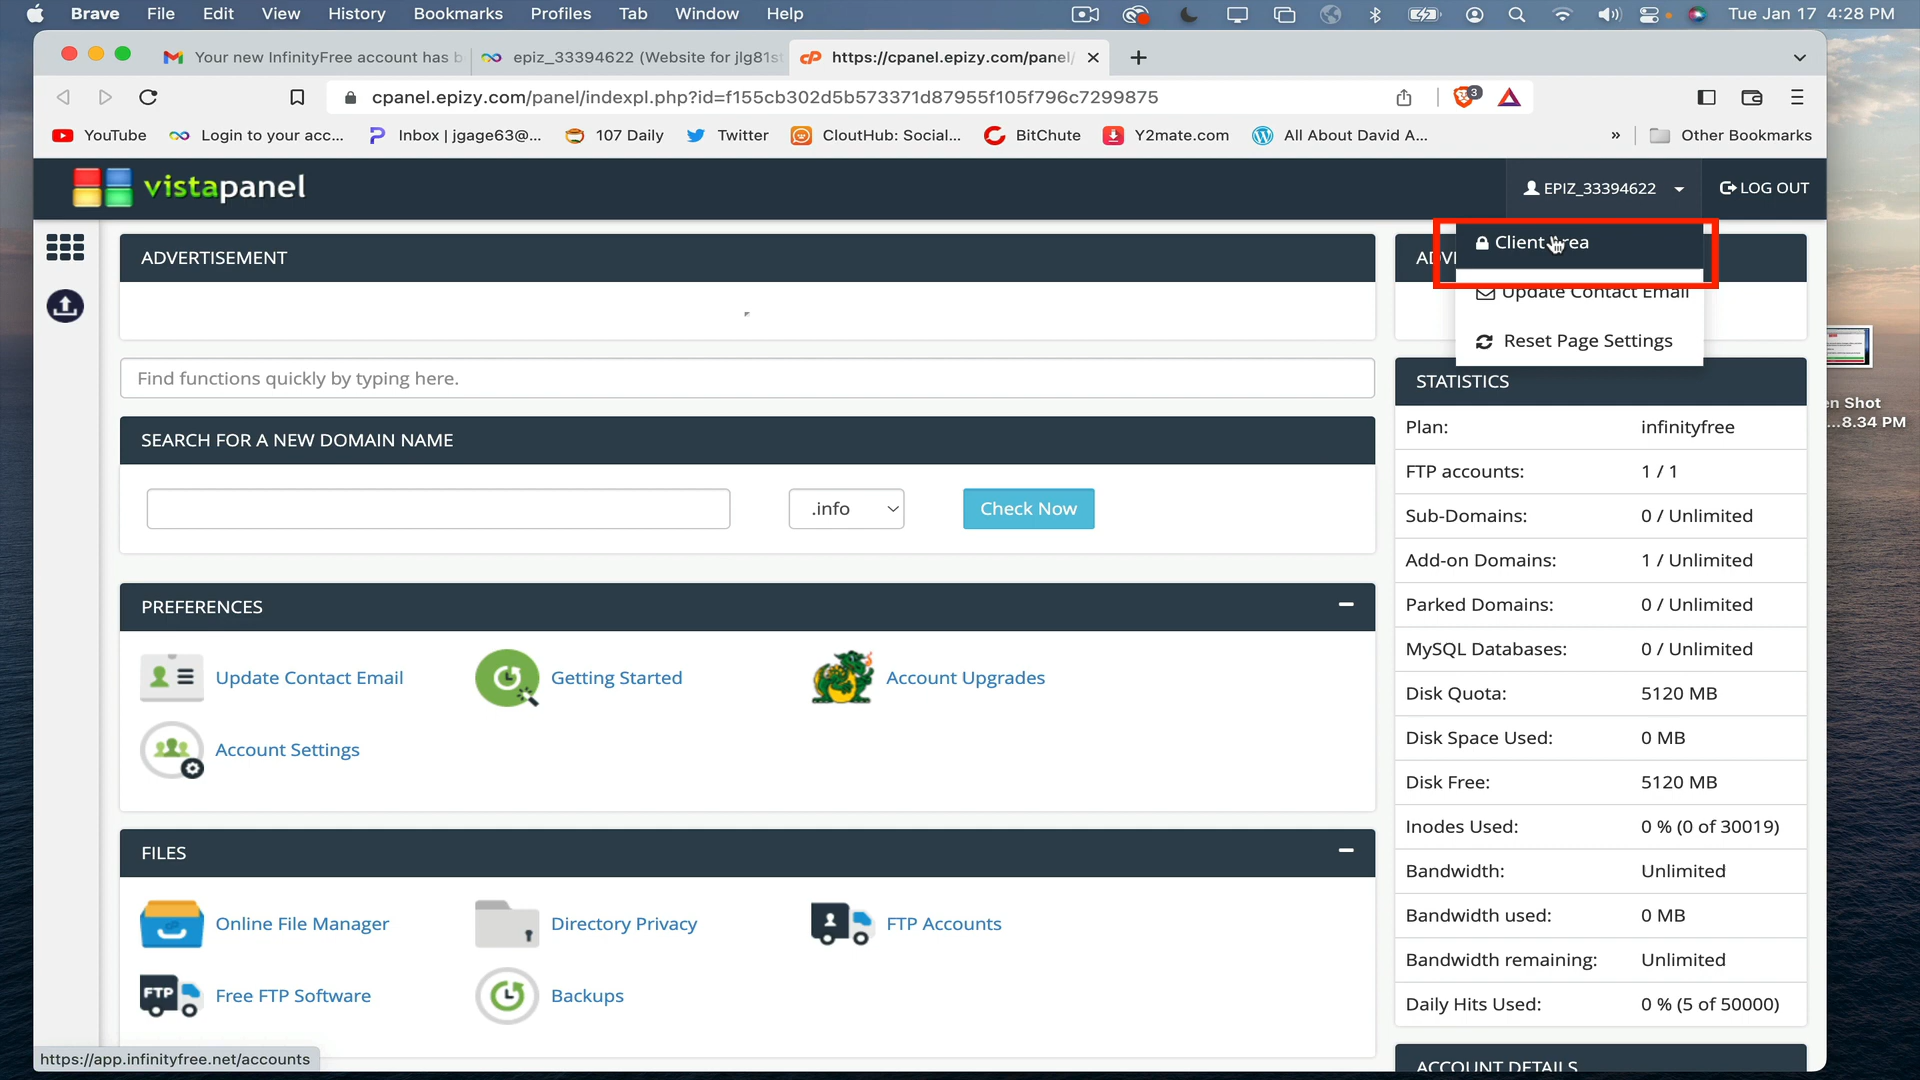 Brave File Edit View History Bookmarks Profiles Tab Window Help Tue Jan 17 4:28 PM
Your new InfinityFree account has b
epiz_33394622 (Website for jlg81st
https://cpanel.epizy.com/panel/
cpanel.epizy.com/panel/indexpl.php?id=f155cb302d5b573371d87955f105f796c7299875
3
YouTube Login to your acc... Inbox | jgage63@... 107 Daily Twitter CloutHub: Social... BitChute Y2mate.com All About David A... » Other Bookmarks
vistapanel
EPIZ_33394622
LOG OUT
Client Area
Update Contact Email
Reset Page Settings
ADVERTISEMENT
ADV
Find functions quickly by typing here.
SEARCH FOR A NEW DOMAIN NAME
.info
Check Now
PREFERENCES
Update Contact Email
Getting Started
Account Upgrades
Account Settings
FILES
Online File Manager
Directory Privacy
FTP Accounts
FTP
Free FTP Software
Backups
STATISTICS
Plan: infinityfree
FTP accounts: 1 / 1
Sub-Domains: 0 / Unlimited
Add-on Domains: 1 / Unlimited
Parked Domains: 0 / Unlimited
MySQL Databases: 0 / Unlimited
Disk Quota: 5120 MB
Disk Space Used: 0 MB
Disk Free: 5120 MB
Inodes Used: 0 % (0 of 30019)
Bandwidth: Unlimited
Bandwidth used: 0 MB
Bandwidth remaining: Unlimited
Daily Hits Used: 0 % (5 of 50000)
ACCOUNT DETAILS
en Shot
...8.34 PM
https://app.infinityfree.net/accounts